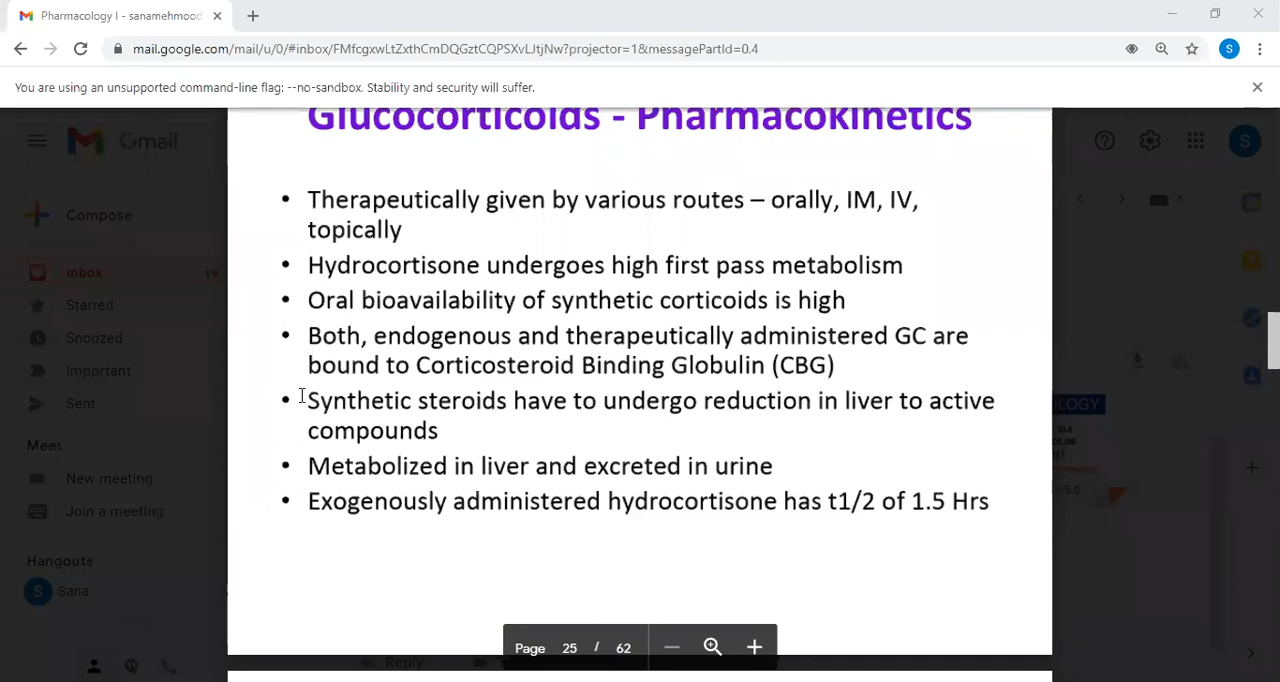 Pharmacology I - sanamehmood
mail.google.com/mail/u/0/#inbox/FMfcgxwLtZxthCmDQGztCQPSXvLJtjNw?projector=1&messagePartId=0.4
S
You are using an unsupported command-line flag: --no-sandbox. Stability and security will suffer.
Gmail
S
Compose
Inbox 19
Starred
Snoozed
Important
Sent
Meet
New meeting
Join a meeting
Hangouts
S Sana
Glucocorticoids - Pharmacokinetics
• Therapeutically given by various routes – orally, IM, IV,
topically
• Hydrocortisone undergoes high first pass metabolism
• Oral bioavailability of synthetic corticoids is high
• Both, endogenous and therapeutically administered GC are
bound to Corticosteroid Binding Globulin (CBG)
• Synthetic steroids have to undergo reduction in liver to active
compounds
• Metabolized in liver and excreted in urine
• Exogenously administered hydrocortisone has t1/2 of 1.5 Hrs
Page 25 / 62
Reply